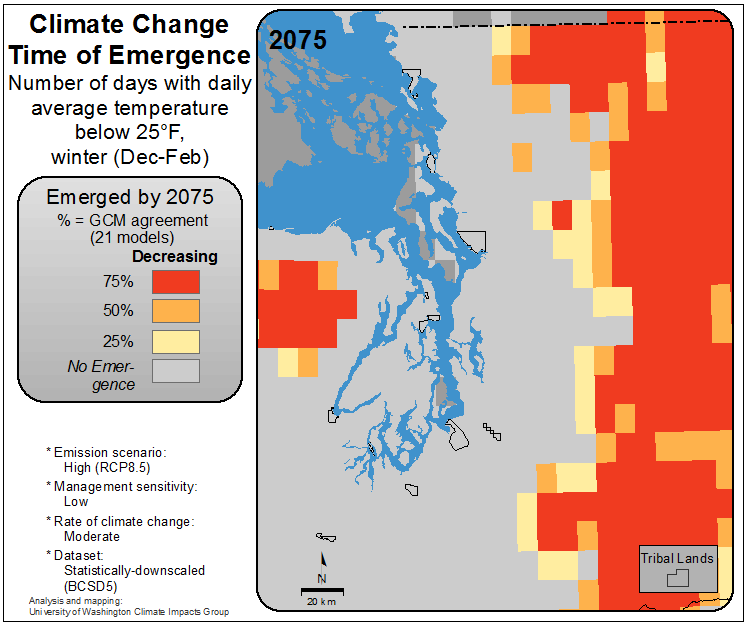 Climate Change
Time of Emergence
Number of days with daily
average temperature
below 25°F,
winter (Dec-Feb)
Emerged by 2075
% = GCM agreement
(21 models)
Decreasing
75%
50%
25%
No Emer-
gence
* Emission scenario:
High (RCP8.5)
* Management sensitivity:
Low
* Rate of climate change:
Moderate
* Dataset:
Statistically-downscaled
(BCSD5)
Analysis and mapping:
University of Washington Climate Impacts Group
2075
N
20 km
Tribal Lands